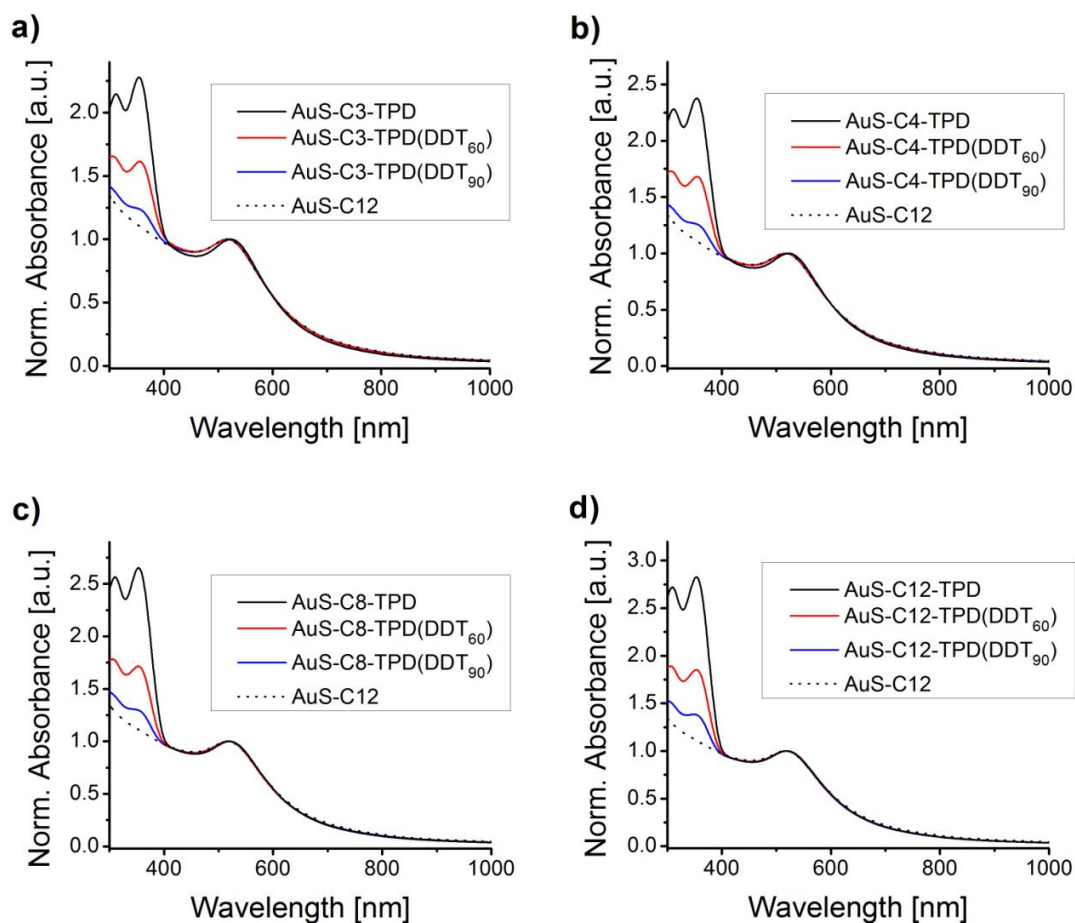 a)
Norm. Absorbance [a.u.]
2.0
1.5
1.0
0.5
0.0
AuS-C3-TPD
AuS-C3-TPD(DDT60)
AuS-C3-TPD(DDT90)
AuS-C12
400 600 800 1000
Wavelength [nm]
b)
Norm. Absorbance [a.u.]
2.5
2.0
1.5
1.0
0.5
0.0
AuS-C4-TPD
AuS-C4-TPD(DDT60)
AuS-C4-TPD(DDT90)
AuS-C12
400 600 800 1000
Wavelength [nm]
c)
Norm. Absorbance [a.u.]
2.5
2.0
1.5
1.0
0.5
0.0
AuS-C8-TPD
AuS-C8-TPD(DDT60)
AuS-C8-TPD(DDT90)
AuS-C12
400 600 800 1000
Wavelength [nm]
d)
Norm. Absorbance [a.u.]
3.0
2.5
2.0
1.5
1.0
0.5
0.0
AuS-C12-TPD
AuS-C12-TPD(DDT60)
AuS-C12-TPD(DDT90)
AuS-C12
400 600 800 1000
Wavelength [nm]